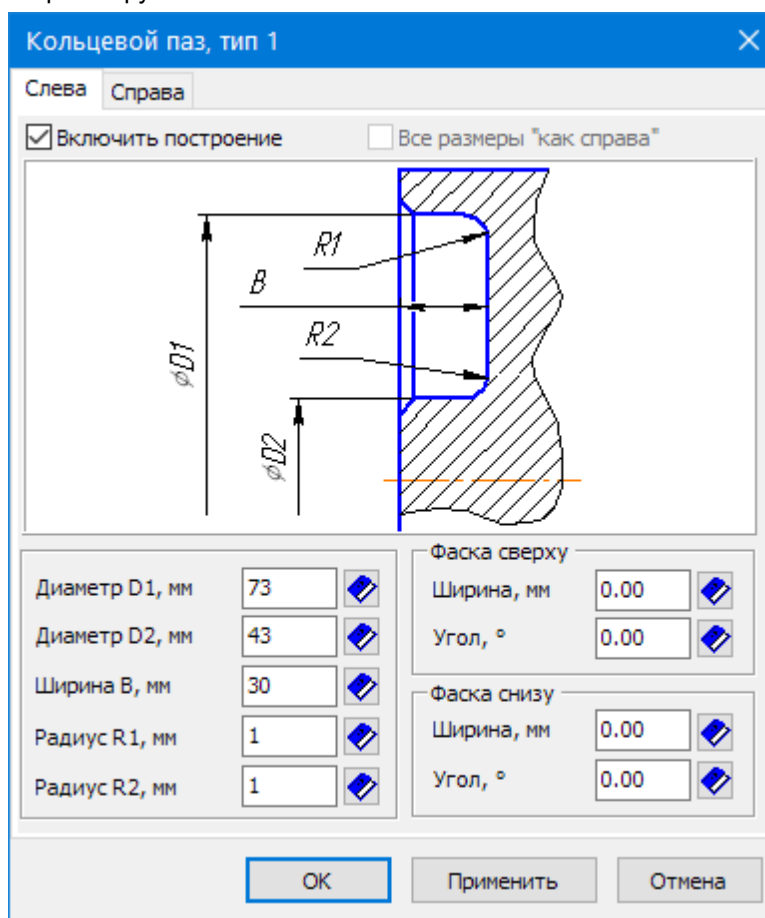 Кольцевой паз, тип 1
Слева Справа
Включить построение Все размеры "как справа"
R1
B
R2
⌀D1
⌀D2
Диаметр D1, мм 73
Диаметр D2, мм 43
Ширина B, мм 30
Радиус R1, мм 1
Радиус R2, мм 1
Фаска сверху
Ширина, мм 0.00
Угол, ° 0.00
Фаска снизу
Ширина, мм 0.00
Угол, ° 0.00
OK Применить Отмена